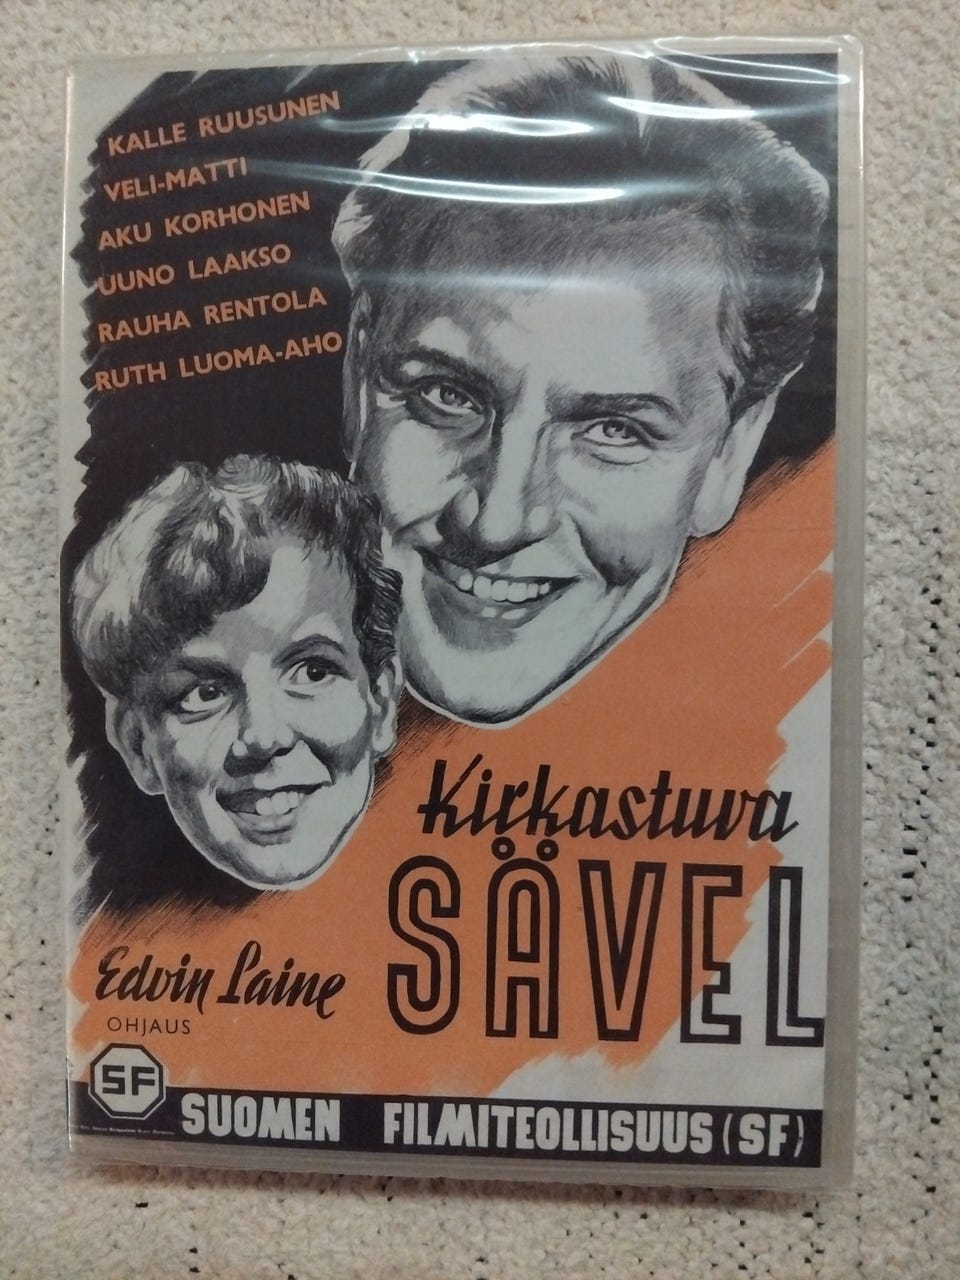 KALLE RUUSUNEN
VELI-MATTI
AKU KORHONEN
UUNO LAAKSO
RAUHA RENTOLA
RUTH LUOMA-AHO
Kirkastuva
SÄVEL
Edvin Laine
OHJAUS
SF
SUOMEN FILMITEOLLISUUS (SF)